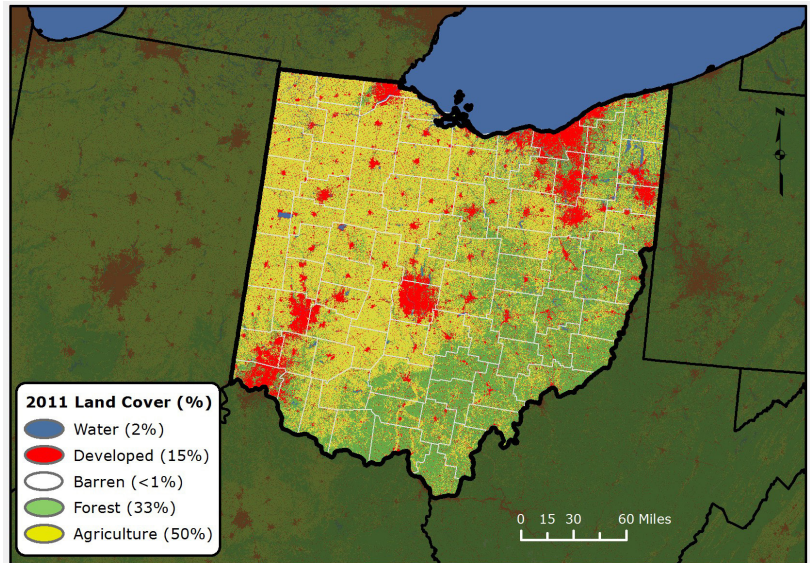 2011 Land Cover (%)
Water (2%)
Developed (15%)
Barren (<1%)
Forest (33%)
Agriculture (50%)
0 15 30 60 Miles